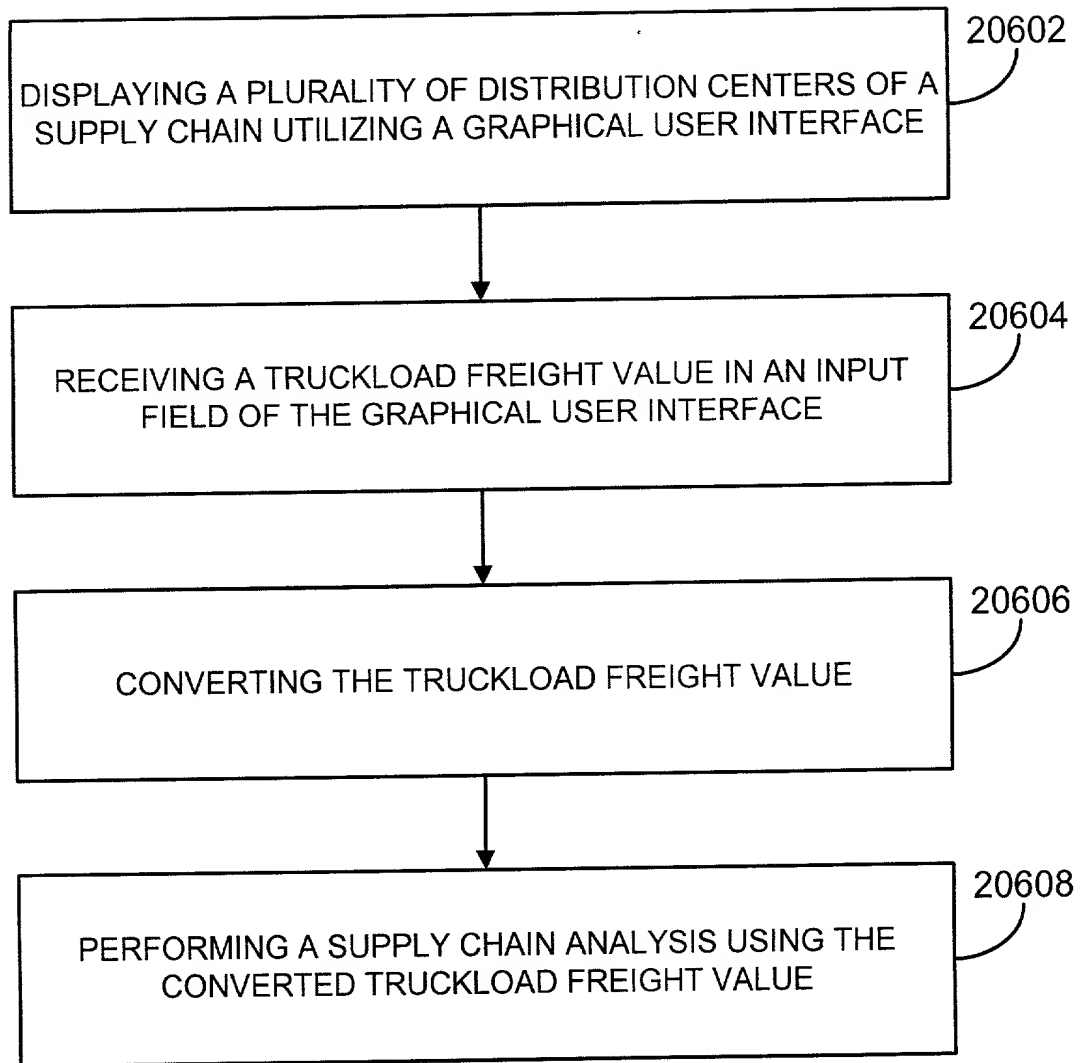 20602
DISPLAYING A PLURALITY OF DISTRIBUTION CENTERS OF A
SUPPLY CHAIN UTILIZING A GRAPHICAL USER INTERFACE
20604
RECEIVING A TRUCKLOAD FREIGHT VALUE IN AN INPUT
FIELD OF THE GRAPHICAL USER INTERFACE
20606
CONVERTING THE TRUCKLOAD FREIGHT VALUE
20608
PERFORMING A SUPPLY CHAIN ANALYSIS USING THE
CONVERTED TRUCKLOAD FREIGHT VALUE